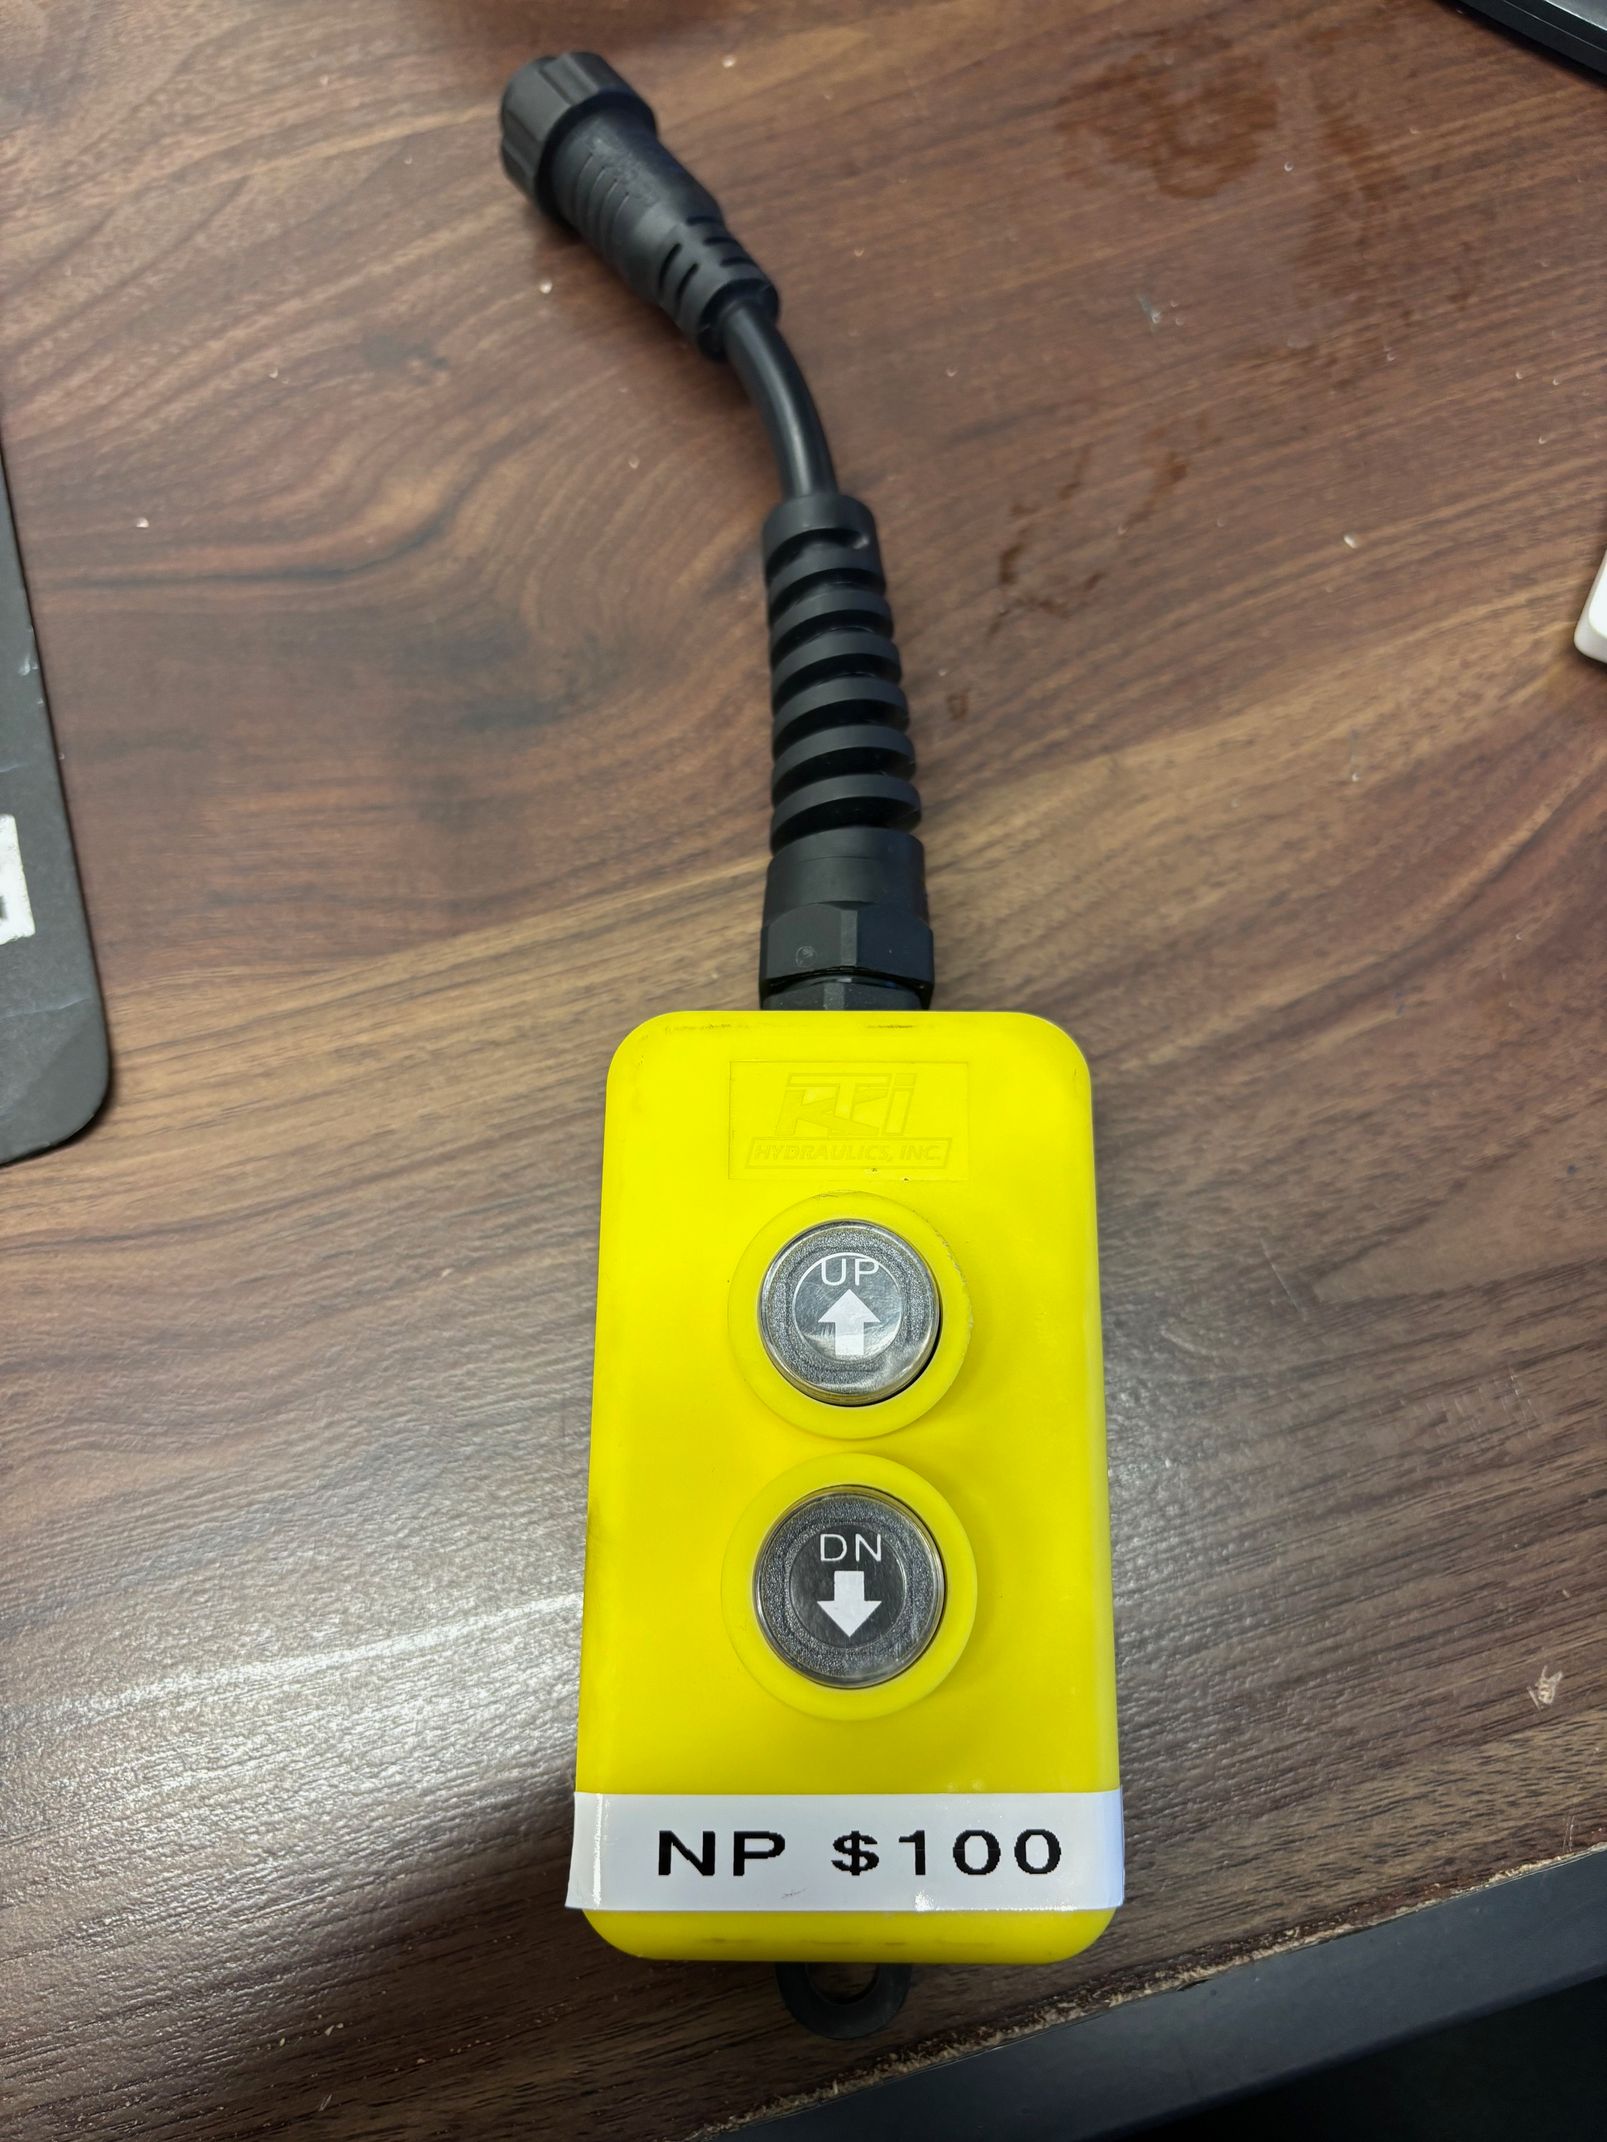 KTi
HYDRAULICS, INC.
UP
DN
NP $100